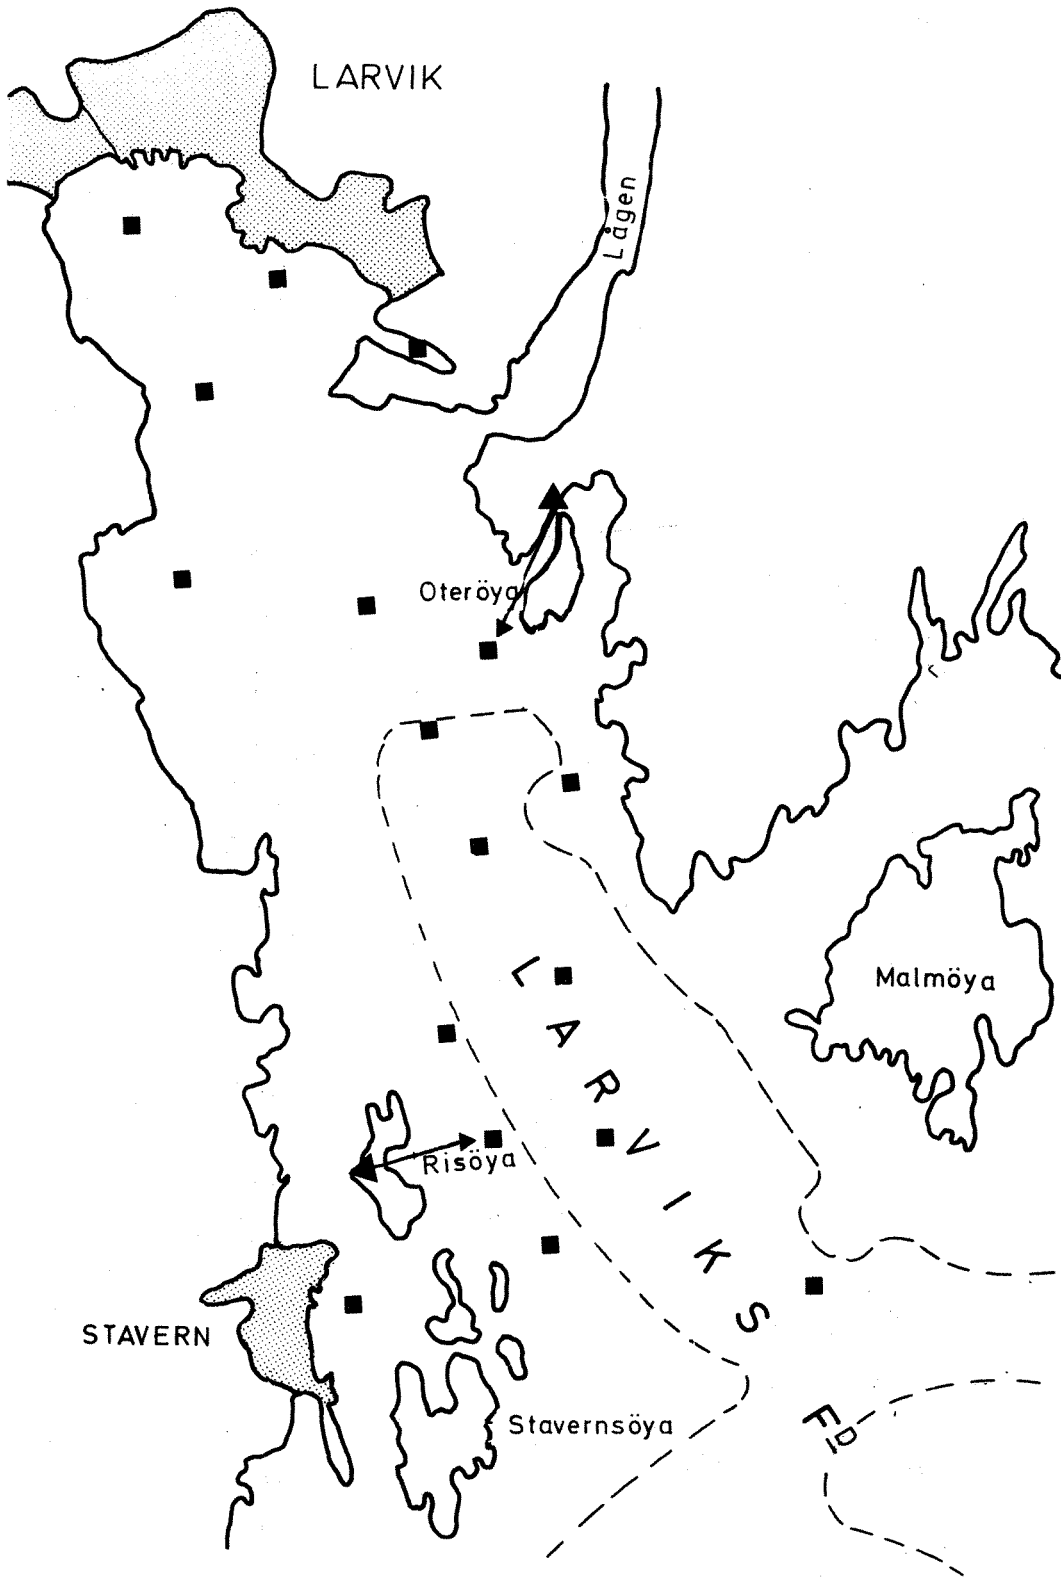 LARVIK
Lågen
Oteröya
Malmöya
LARVIKS
FD
Risöya
STAVERN
Stavernsöya